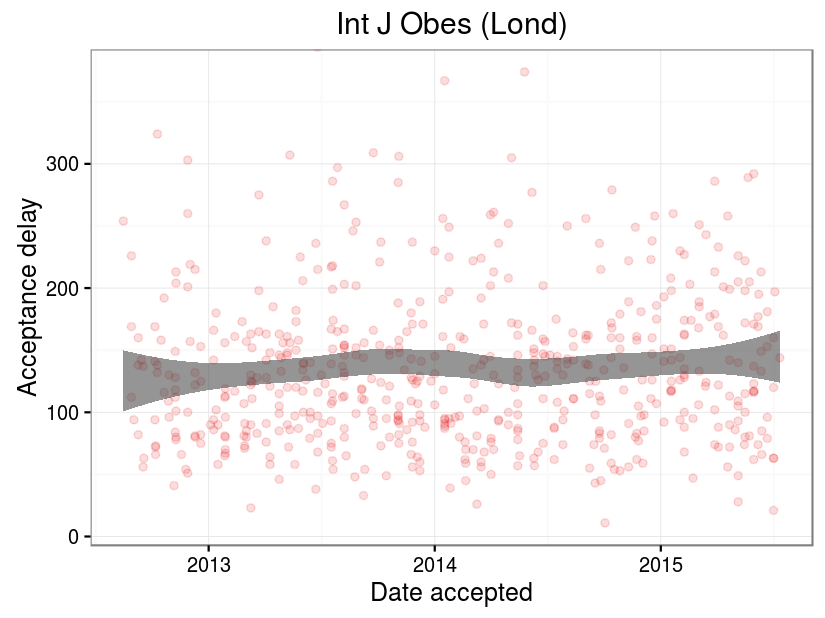 Int J Obes (Lond)
Acceptance delay
300
200
100
0
2013
2014
2015
Date accepted